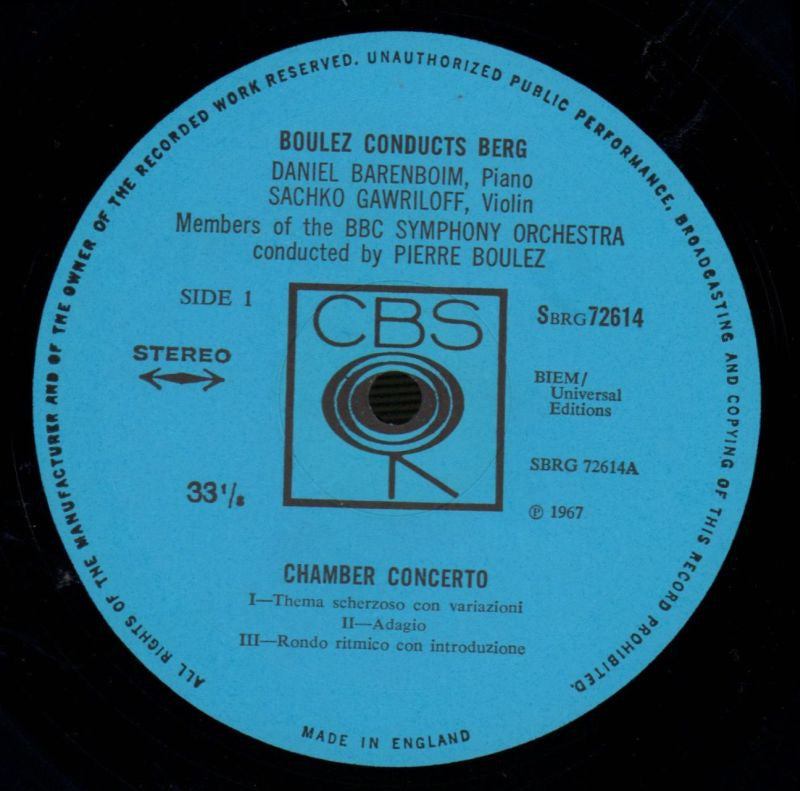 ALL RIGHTS OF THE MANUFACTURER AND OF THE OWNER OF THE RECORDED WORK RESERVED. UNAUTHORIZED PUBLIC PERFORMANCE, BROADCASTING AND COPYING OF THIS RECORD PROHIBITED.
BOULEZ CONDUCTS BERG
DANIEL BARENBOIM, Piano
SACHKO GAWRILOFF, Violin
Members of the BBC SYMPHONY ORCHESTRA
conducted by PIERRE BOULEZ
SIDE 1
CBS
SBRG 72614
STEREO
BIEM/
Universal
Editions
SBRG 72614A
33 1/3
℗ 1967
CHAMBER CONCERTO
I—Thema scherzoso con variazioni
II—Adagio
III—Rondo ritmico con introduzione
MADE IN ENGLAND